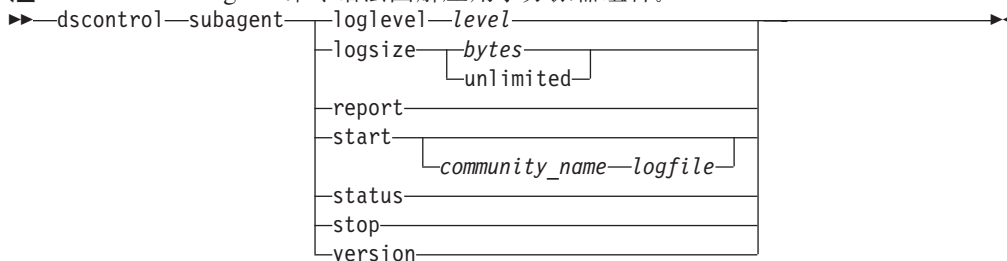 dscontrol subagent loglevel level
logsize bytes
unlimited
report
start
community_name logfile
status
stop
version